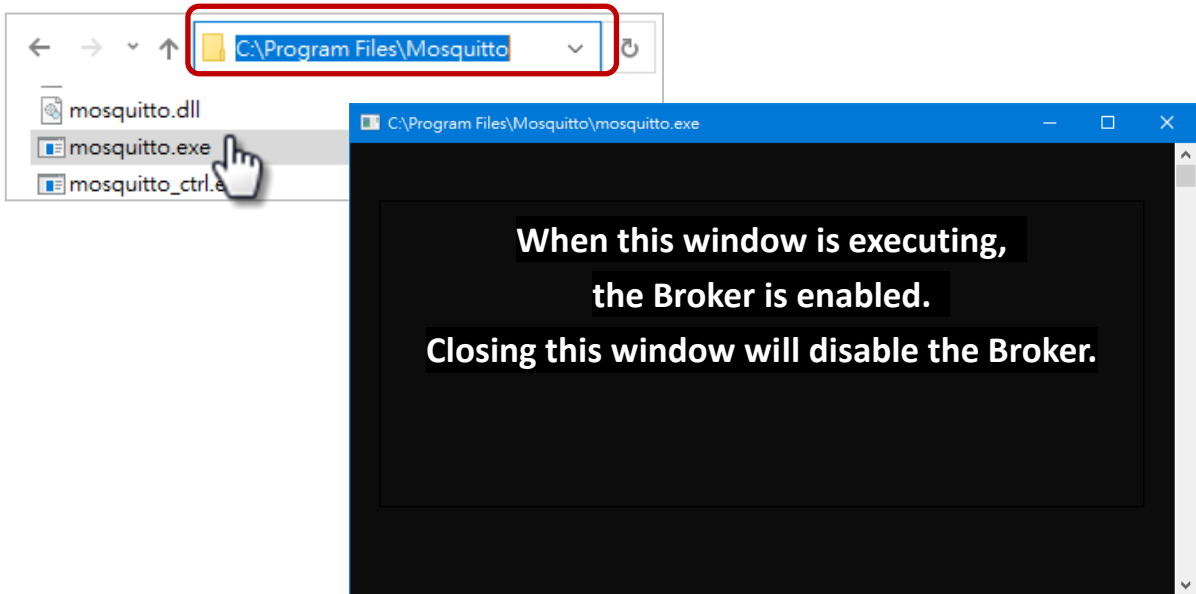 C:\Program Files\Mosquitto
mosquitto.dll
mosquitto.exe
mosquitto_ctrl.e
C:\Program Files\Mosquitto\mosquitto.exe
When this window is executing,
the Broker is enabled.
Closing this window will disable the Broker.